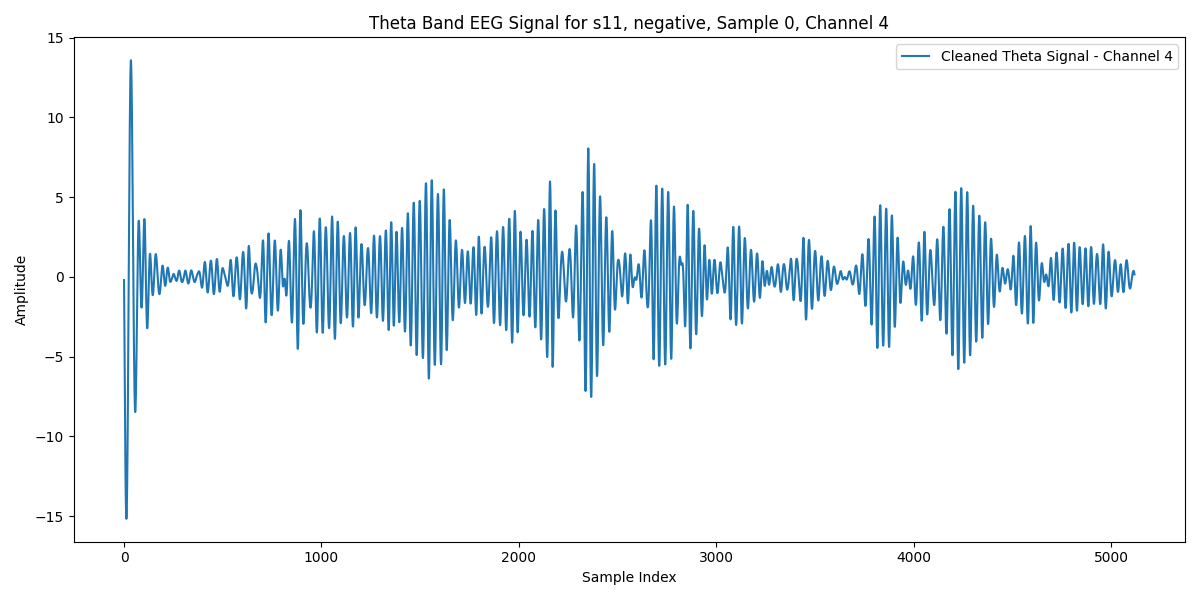 Theta Band EEG Signal for s11, negative, Sample 0, Channel 4
Cleaned Theta Signal - Channel 4
Amplitude
15
10
5
0
−5
−10
−15
0 1000 2000 3000 4000 5000
Sample Index